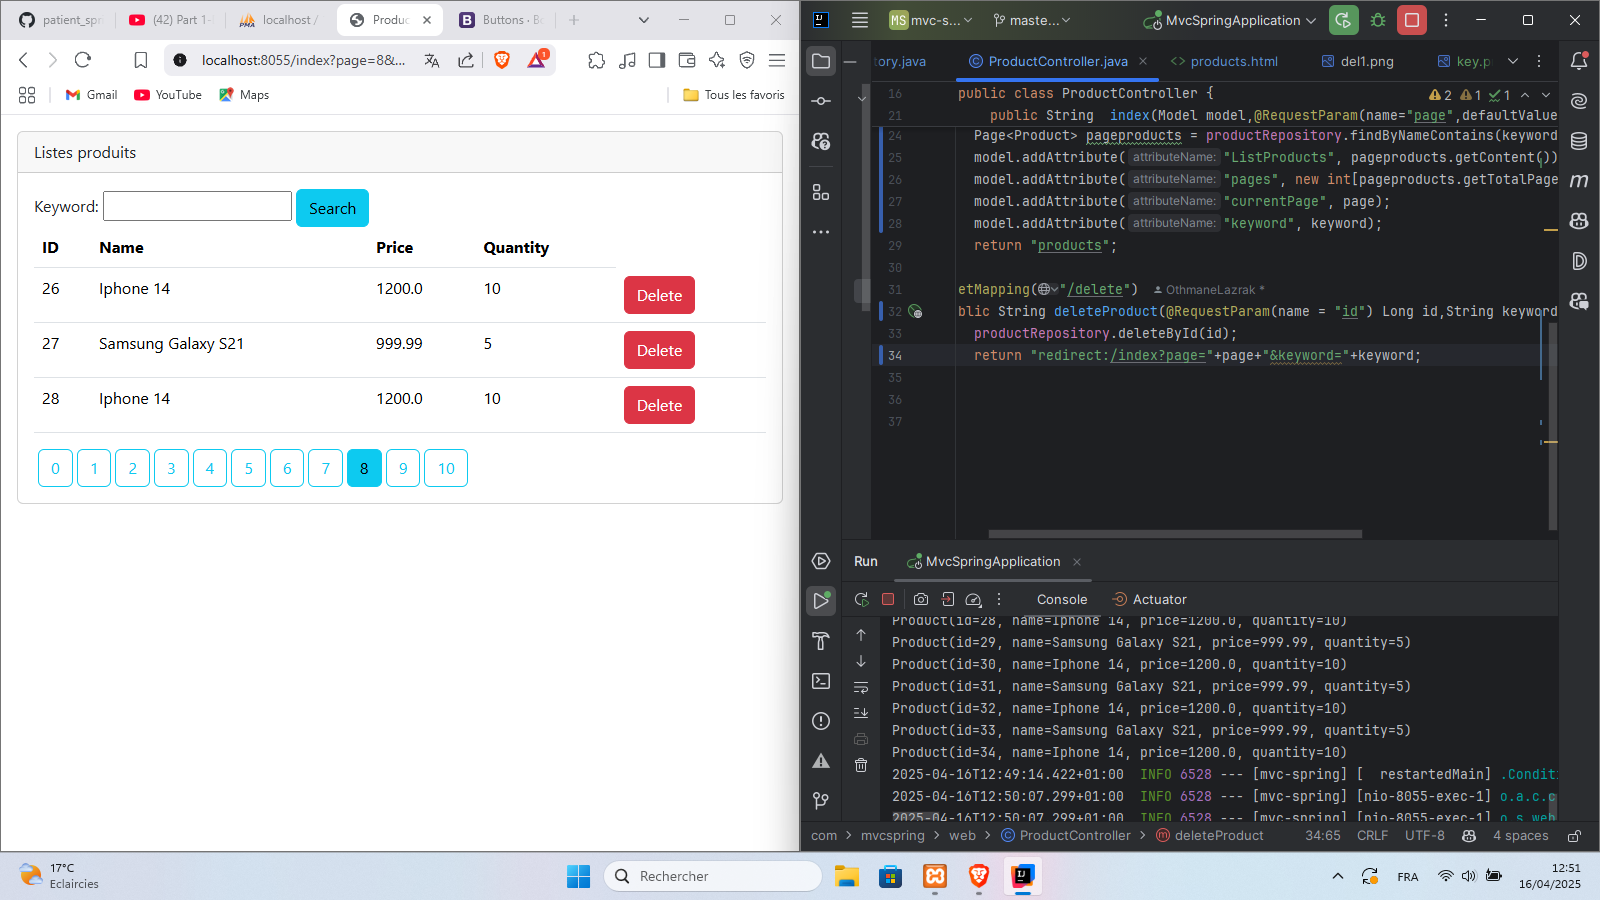 patient_spr
(42) Part 1-
localhost /
Produc
Buttons · Bo
localhost:8055/index?page=8&...
1
Gmail
YouTube
Maps
Tous les favoris
Listes produits
Keyword:
Search
ID Name Price Quantity
26 Iphone 14 1200.0 10 Delete
27 Samsung Galaxy S21 999.99 5 Delete
28 Iphone 14 1200.0 10 Delete
0 1 2 3 4 5 6 7 8 9 10
MS mvc-s... maste... MvcSpringApplication
tory.java ProductController.java products.html del1.png key.p
2 1 1
16 public class ProductController {
21 public String index(Model model,@RequestParam(name="page",defaultValue
24 Page<Product> pageproducts = productRepository.findByNameContains(keyword
25 model.addAttribute( attributeName: "ListProducts", pageproducts.getContent())
26 model.addAttribute( attributeName: "pages", new int[pageproducts.getTotalPage
27 model.addAttribute( attributeName: "currentPage", page);
28 model.addAttribute( attributeName: "keyword", keyword);
29 return "products";
30
31 etMapping("/delete") OthmaneLazrak *
32 blic String deleteProduct(@RequestParam(name = "id") Long id,String keyword
33 productRepository.deleteById(id);
34 return "redirect:/index?page="+page+"&keyword="+keyword;
35
36
37
Run MvcSpringApplication
Console Actuator
Product(id=28, name=Iphone 14, price=1200.0, quantity=10)
Product(id=29, name=Samsung Galaxy S21, price=999.99, quantity=5)
Product(id=30, name=Iphone 14, price=1200.0, quantity=10)
Product(id=31, name=Samsung Galaxy S21, price=999.99, quantity=5)
Product(id=32, name=Iphone 14, price=1200.0, quantity=10)
Product(id=33, name=Samsung Galaxy S21, price=999.99, quantity=5)
Product(id=34, name=Iphone 14, price=1200.0, quantity=10)
2025-04-16T12:49:14.422+01:00 INFO 6528 --- [mvc-spring] [ restartedMain] .Condit
2025-04-16T12:50:07.299+01:00 INFO 6528 --- [mvc-spring] [nio-8055-exec-1] o.a.c.c
2025-04-16T12:50:07.299+01:00 INFO 6528 --- [mvc-spring] [nio-8055-exec-1] o.s.web
com > mvcspring > web > ProductController > deleteProduct 34:65 CRLF UTF-8 4 spaces
17°C
Eclaircies
Rechercher
FRA
12:51
16/04/2025